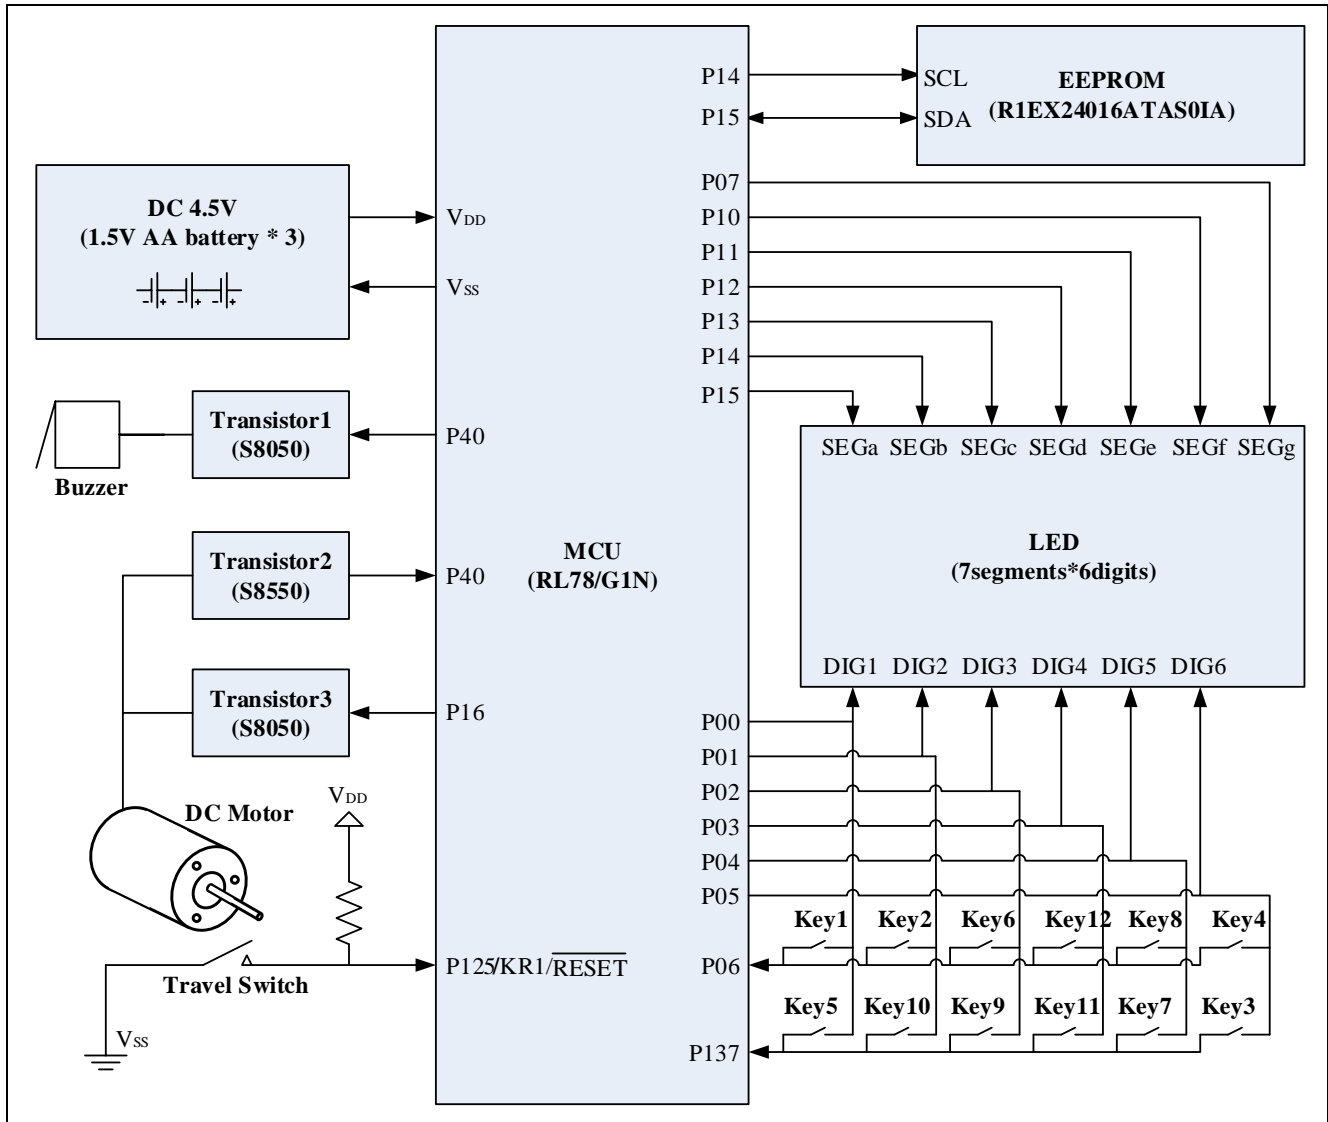 P14
SCL
EEPROM
(R1EX24016ATAS0IA)
P15
SDA
DC 4.5V
(1.5V AA battery * 3)
- + - + - +
VDD
VSS
P07
P10
P11
P12
P13
P14
P15
Transistor1
(S8050)
P40
Buzzer
SEGa SEGb SEGc SEGd SEGe SEGf SEGg
LED
(7segments*6digits)
DIG1 DIG2 DIG3 DIG4 DIG5 DIG6
MCU
(RL78/G1N)
Transistor2
(S8550)
P40
Transistor3
(S8050)
P16
DC Motor
VDD
P00
P01
P02
P03
P04
P05
Key1 Key2 Key6 Key12 Key8 Key4
P06
P125/KR1/RESET
Travel Switch
VSS
Key5 Key10 Key9 Key11 Key7 Key3
P137